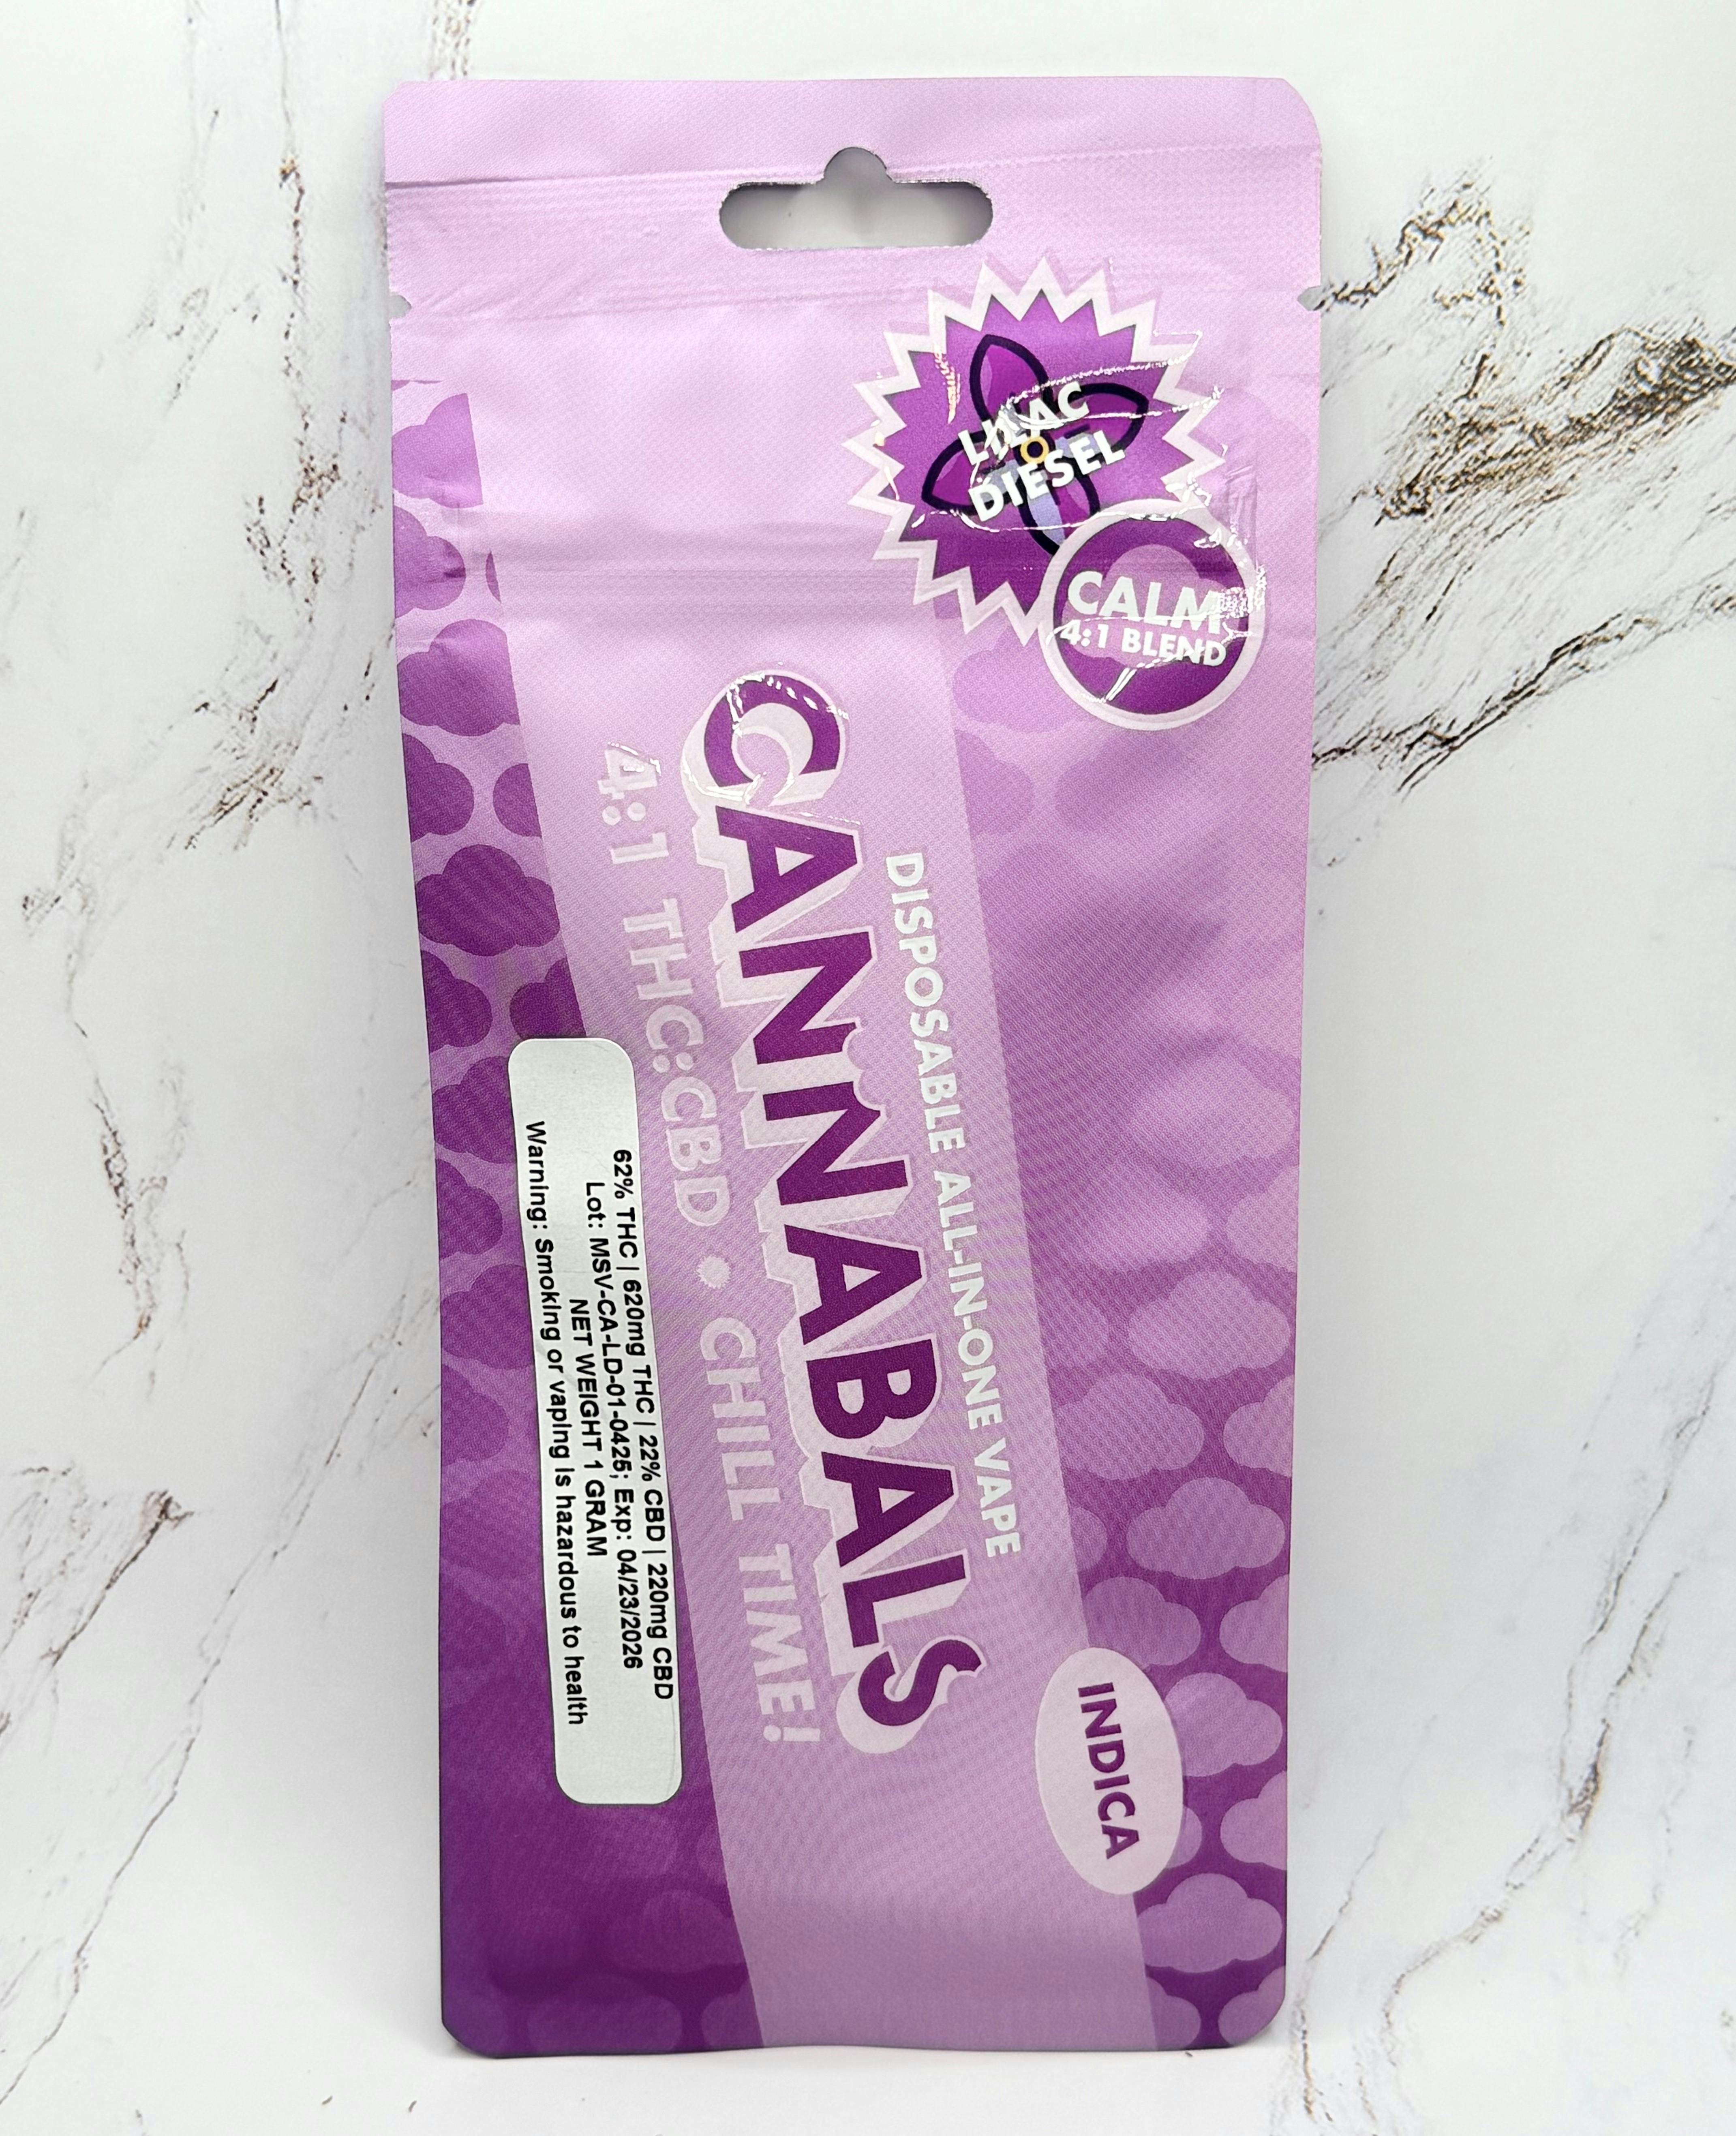 LILAC
DIESEL
CALM
4:1 BLEND
DISPOSABLE ALL-IN-ONE VAPE
CANNABALS
4:1 THC:CBD • CHILL TIME!
INDICA
62% THC | 620mg THC | 22% CBD | 220mg CBD
Lot: MSV-CA-LD-01-0425; Exp: 04/23/2026
NET WEIGHT 1 GRAM
Warning: Smoking or vaping is hazardous to health